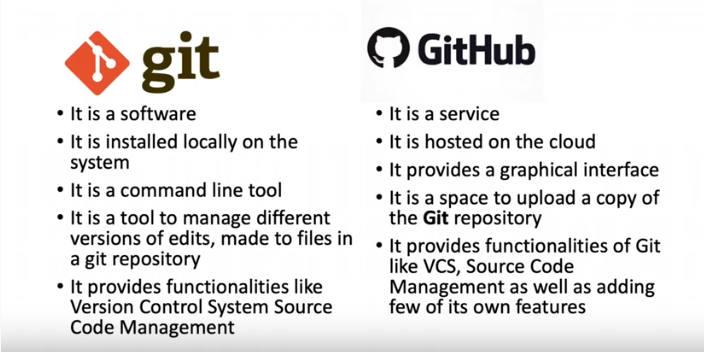 git
• It is a software
• It is installed locally on the
system
• It is a command line tool
• It is a tool to manage different
versions of edits, made to files in
a git repository
• It provides functionalities like
Version Control System Source
Code Management
GitHub
• It is a service
• It is hosted on the cloud
• It provides a graphical interface
• It is a space to upload a copy of
the Git repository
• It provides functionalities of Git
like VCS, Source Code
Management as well as adding
few of its own features